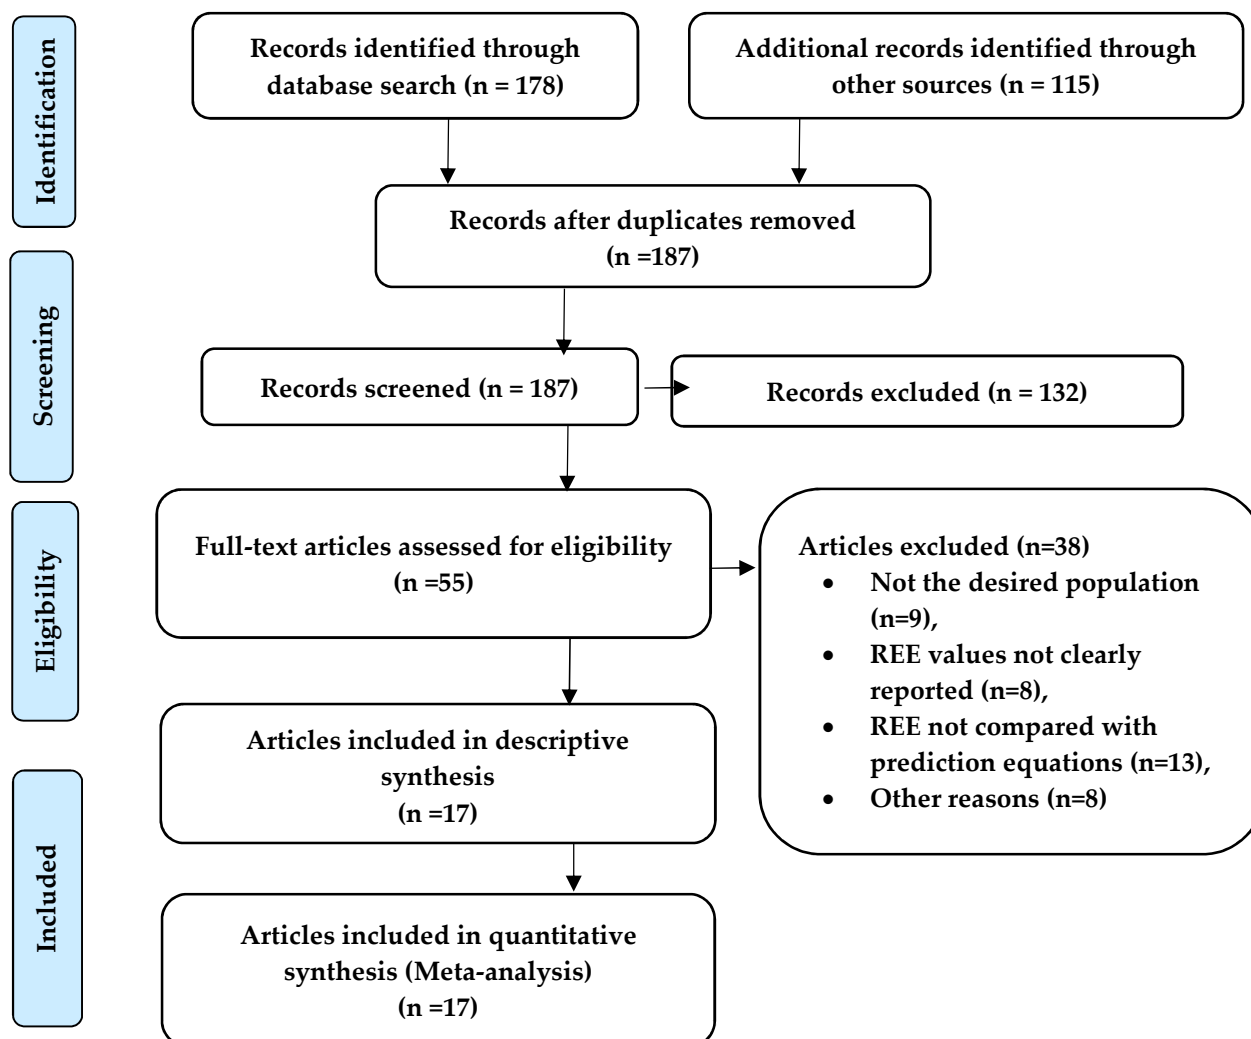 Identification
Records identified through
database search (n = 178)
Additional records identified through
other sources (n = 115)
Records after duplicates removed
(n =187)
Screening
Records screened (n = 187)
Records excluded (n = 132)
Eligibility
Full-text articles assessed for eligibility
(n =55)
Articles excluded (n=38)
• Not the desired population
(n=9),
• REE values not clearly
reported (n=8),
• REE not compared with
prediction equations (n=13),
• Other reasons (n=8)
Articles included in descriptive
synthesis
(n =17)
Included
Articles included in quantitative
synthesis (Meta-analysis)
(n =17)